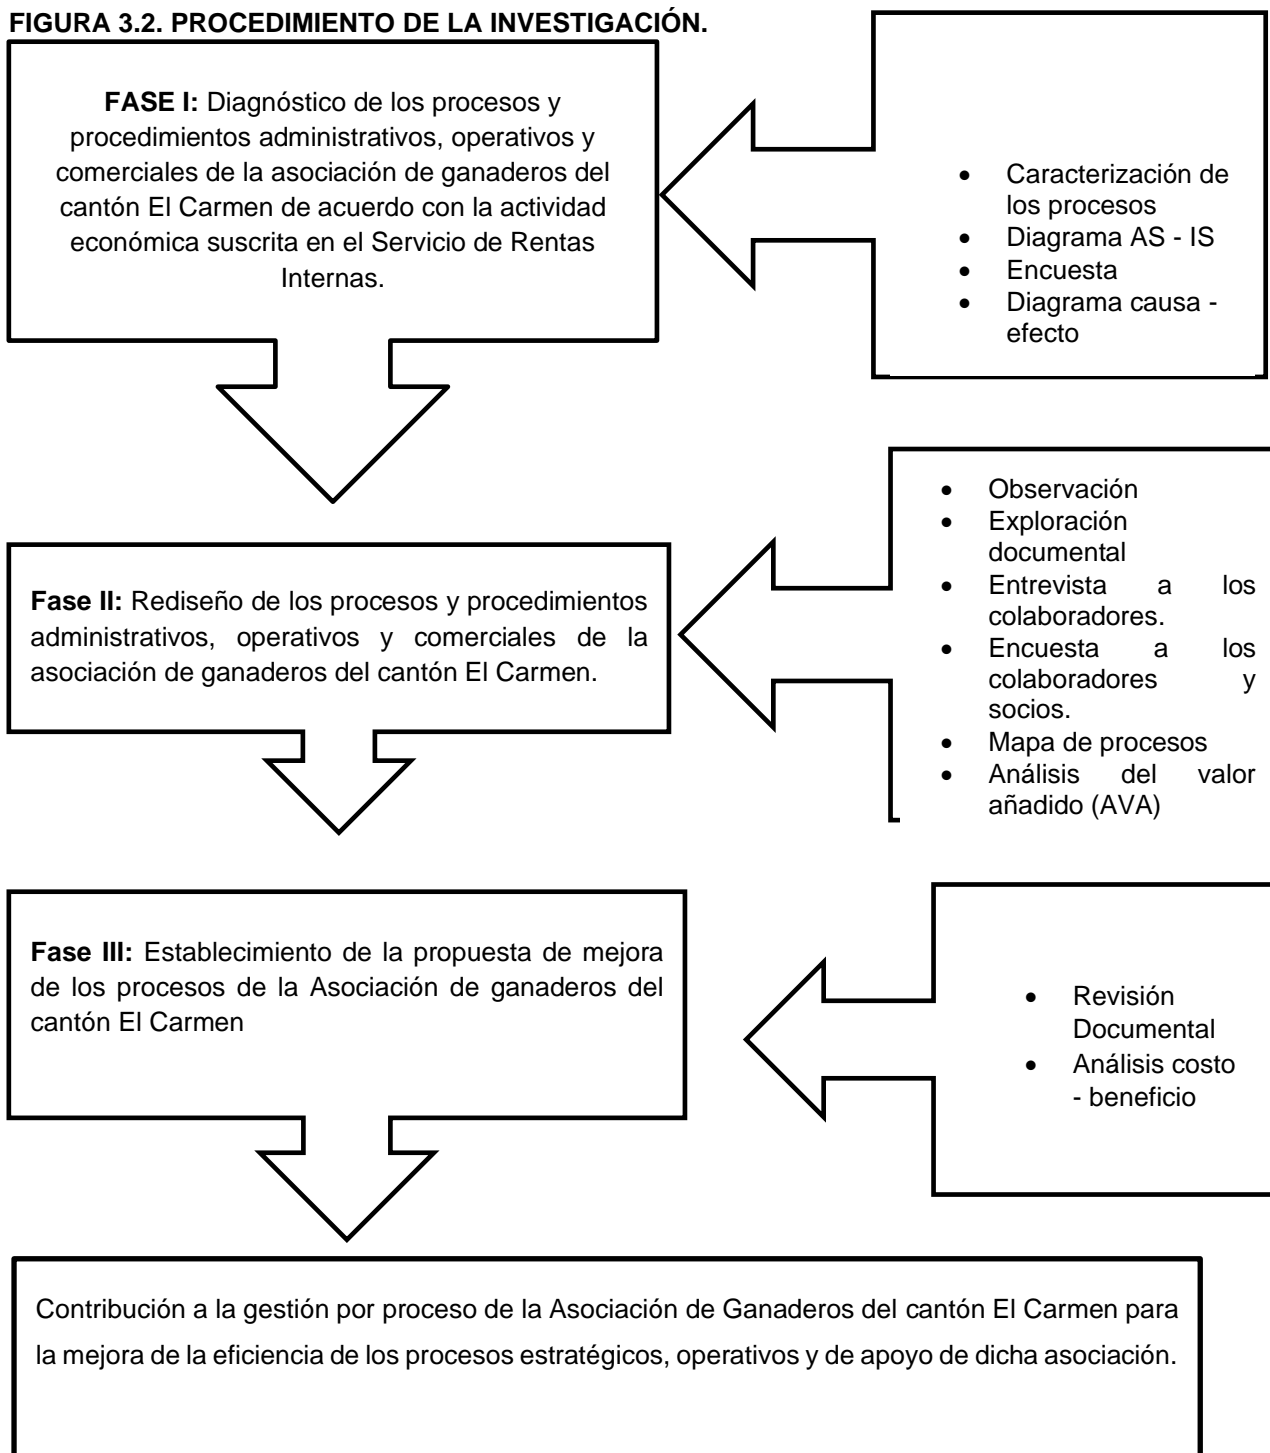 FIGURA 3.2. PROCEDIMIENTO DE LA INVESTIGACIÓN.
FASE I: Diagnóstico de los procesos y
procedimientos administrativos, operativos y
comerciales de la asociación de ganaderos del
cantón El Carmen de acuerdo con la actividad
económica suscrita en el Servicio de Rentas
Internas.
• Caracterización de
los procesos
• Diagrama AS - IS
• Encuesta
• Diagrama causa -
efecto
Fase II: Rediseño de los procesos y procedimientos
administrativos, operativos y comerciales de la
asociación de ganaderos del cantón El Carmen.
• Observación
• Exploración
documental
• Entrevista a los
colaboradores.
• Encuesta a los
colaboradores y
socios.
• Mapa de procesos
• Análisis del valor
añadido (AVA)
Fase III: Establecimiento de la propuesta de mejora
de los procesos de la Asociación de ganaderos del
cantón El Carmen
• Revisión
Documental
• Análisis costo
- beneficio
Contribución a la gestión por proceso de la Asociación de Ganaderos del cantón El Carmen para
la mejora de la eficiencia de los procesos estratégicos, operativos y de apoyo de dicha asociación.